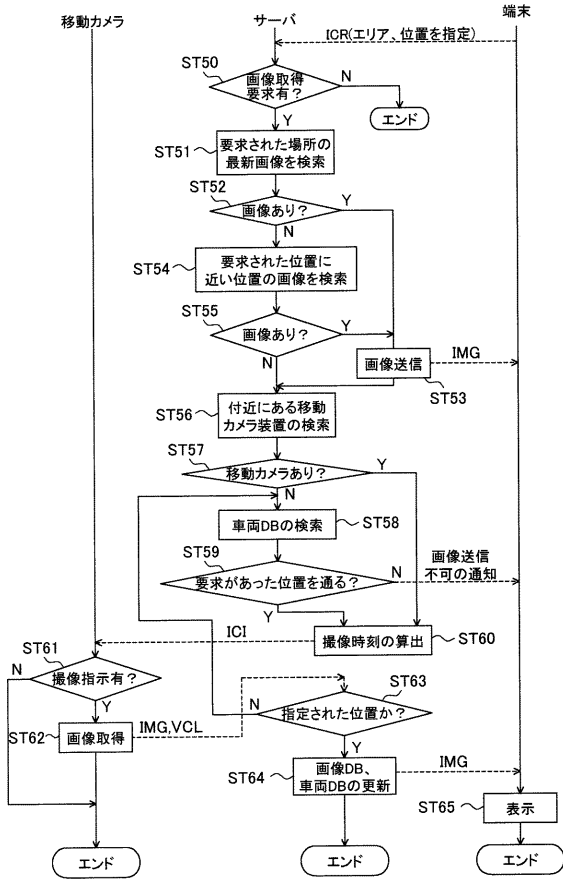 移動カメラ
サーバ
端末
ICR(エリア、位置を指定)
ST50
画像取得
要求有?
N
エンド
Y
ST51
要求された場所の
最新画像を検索
ST52
画像あり?
Y
N
ST54
要求された位置に
近い位置の画像を検索
ST55
画像あり?
Y
N
画像送信
IMG
ST53
ST56
付近にある移動
カメラ装置の検索
ST57
移動カメラあり?
Y
N
車両DBの検索
ST58
ST59
要求があった位置を通る?
N
画像送信
不可の通知
Y
ICI
撮像時刻の算出
ST60
ST61
N
撮像指示有?
Y
ST62
画像取得
IMG,VCL
ST63
N
指定された位置か?
Y
ST64
画像DB、
車両DBの更新
IMG
ST65
表示
エンド
エンド
エンド